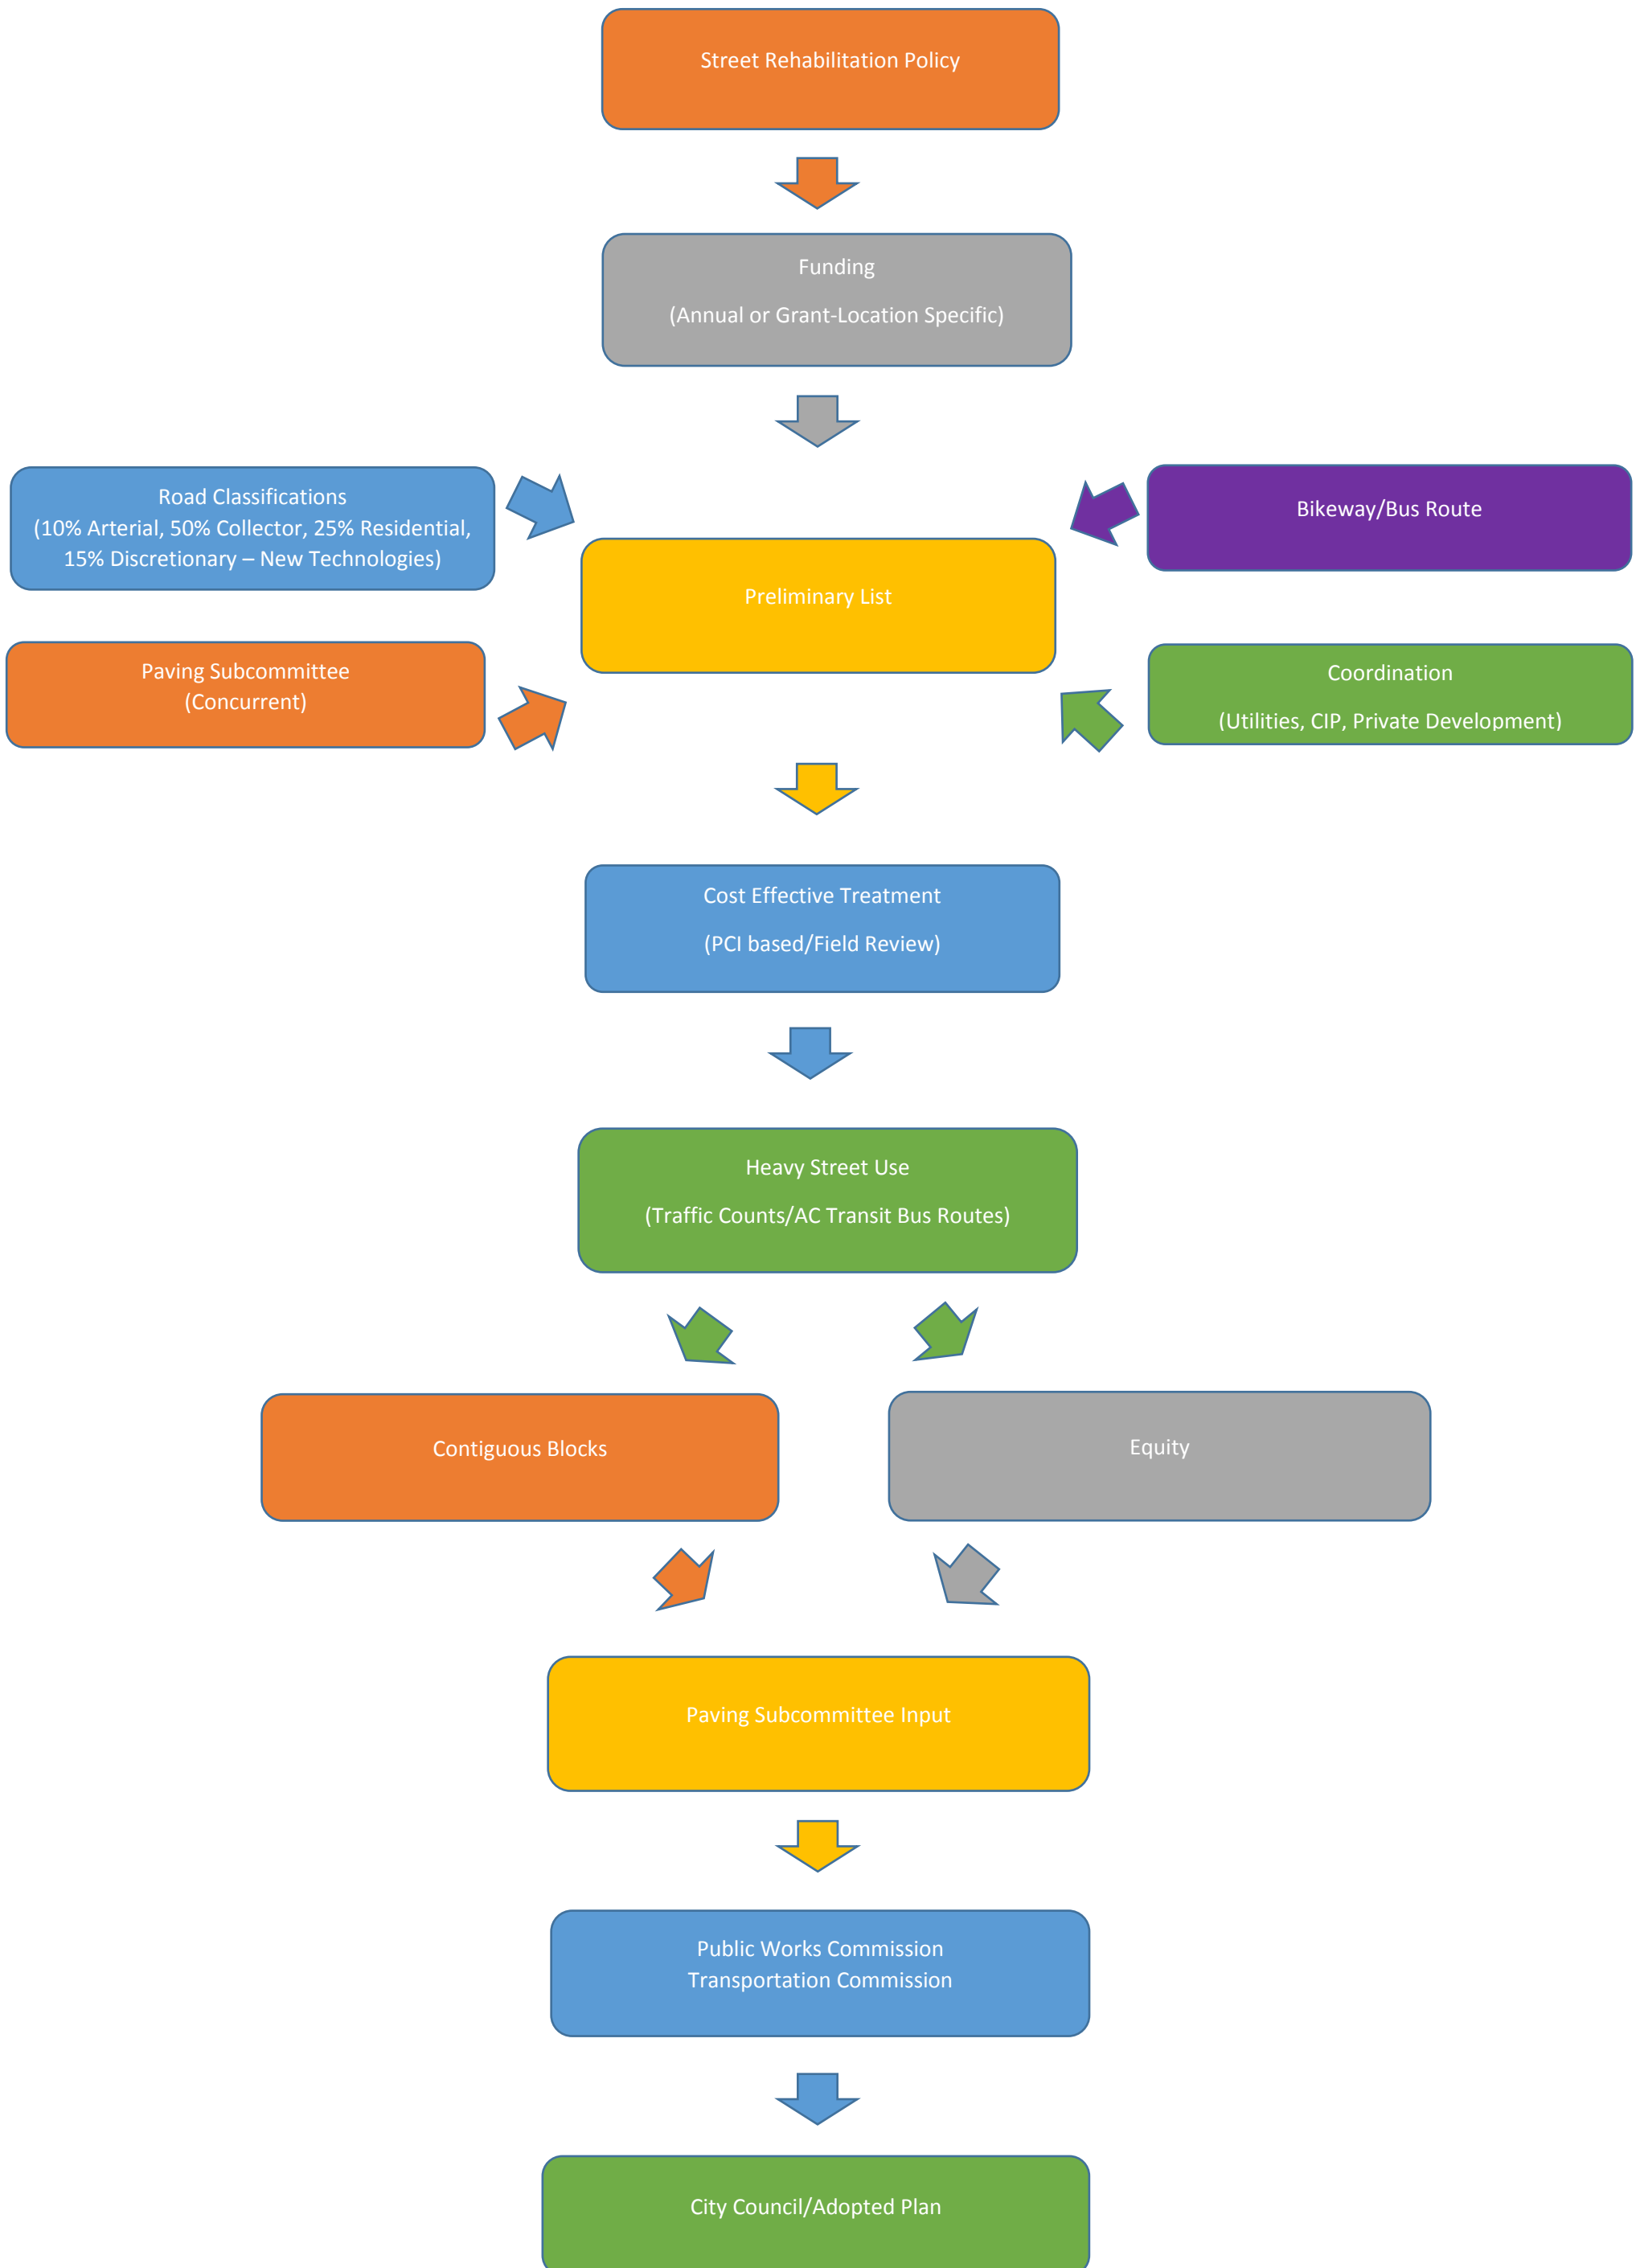 Street Rehabilitation Policy
Funding
(Annual or Grant-Location Specific)
Road Classifications
(10% Arterial, 50% Collector, 25% Residential,
15% Discretionary – New Technologies)
Bikeway/Bus Route
Preliminary List
Paving Subcommittee
(Concurrent)
Coordination
(Utilities, CIP, Private Development)
Cost Effective Treatment
(PCI based/Field Review)
Heavy Street Use
(Traffic Counts/AC Transit Bus Routes)
Contiguous Blocks
Equity
Paving Subcommittee Input
Public Works Commission
Transportation Commission
City Council/Adopted Plan